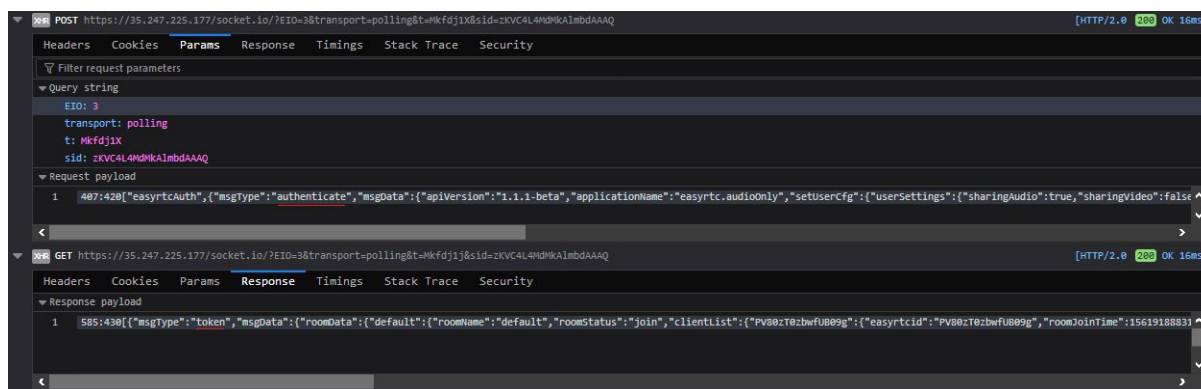 XHR POST https://35.247.225.177/socket.io/?EIO=3&transport=polling&t=Mkfdj1X&sid=zKVC4L4MdMkAlmbdAAAQ [HTTP/2.0 200 OK 16ms
Headers Cookies Params Response Timings Stack Trace Security
Filter request parameters
Query string
EIO: 3
transport: polling
t: Mkfdj1X
sid: zKVC4L4MdMkAlmbdAAAQ
Request payload
1 407:420["easyrtcAuth",{"msgType":"authenticate","msgData":{"apiVersion":"1.1.1-beta","applicationName":"easyrtc.audioOnly","setUserCfg":{"userSettings":{"sharingAudio":true,"sharingVideo":false
XHR GET https://35.247.225.177/socket.io/?EIO=3&transport=polling&t=Mkfdj1j&sid=zKVC4L4MdMkAlmbdAAAQ [HTTP/2.0 200 OK 16ms
Headers Cookies Params Response Timings Stack Trace Security
Response payload
1 585:430[{"msgType":"token","msgData":{"roomData":{"default":{"roomName":"default","roomStatus":"join","clientList":{"PV80zT0zbwfUB09g":{"easyrtcid":"PV80zT0zbwfUB09g","roomJoinTime":15619188831